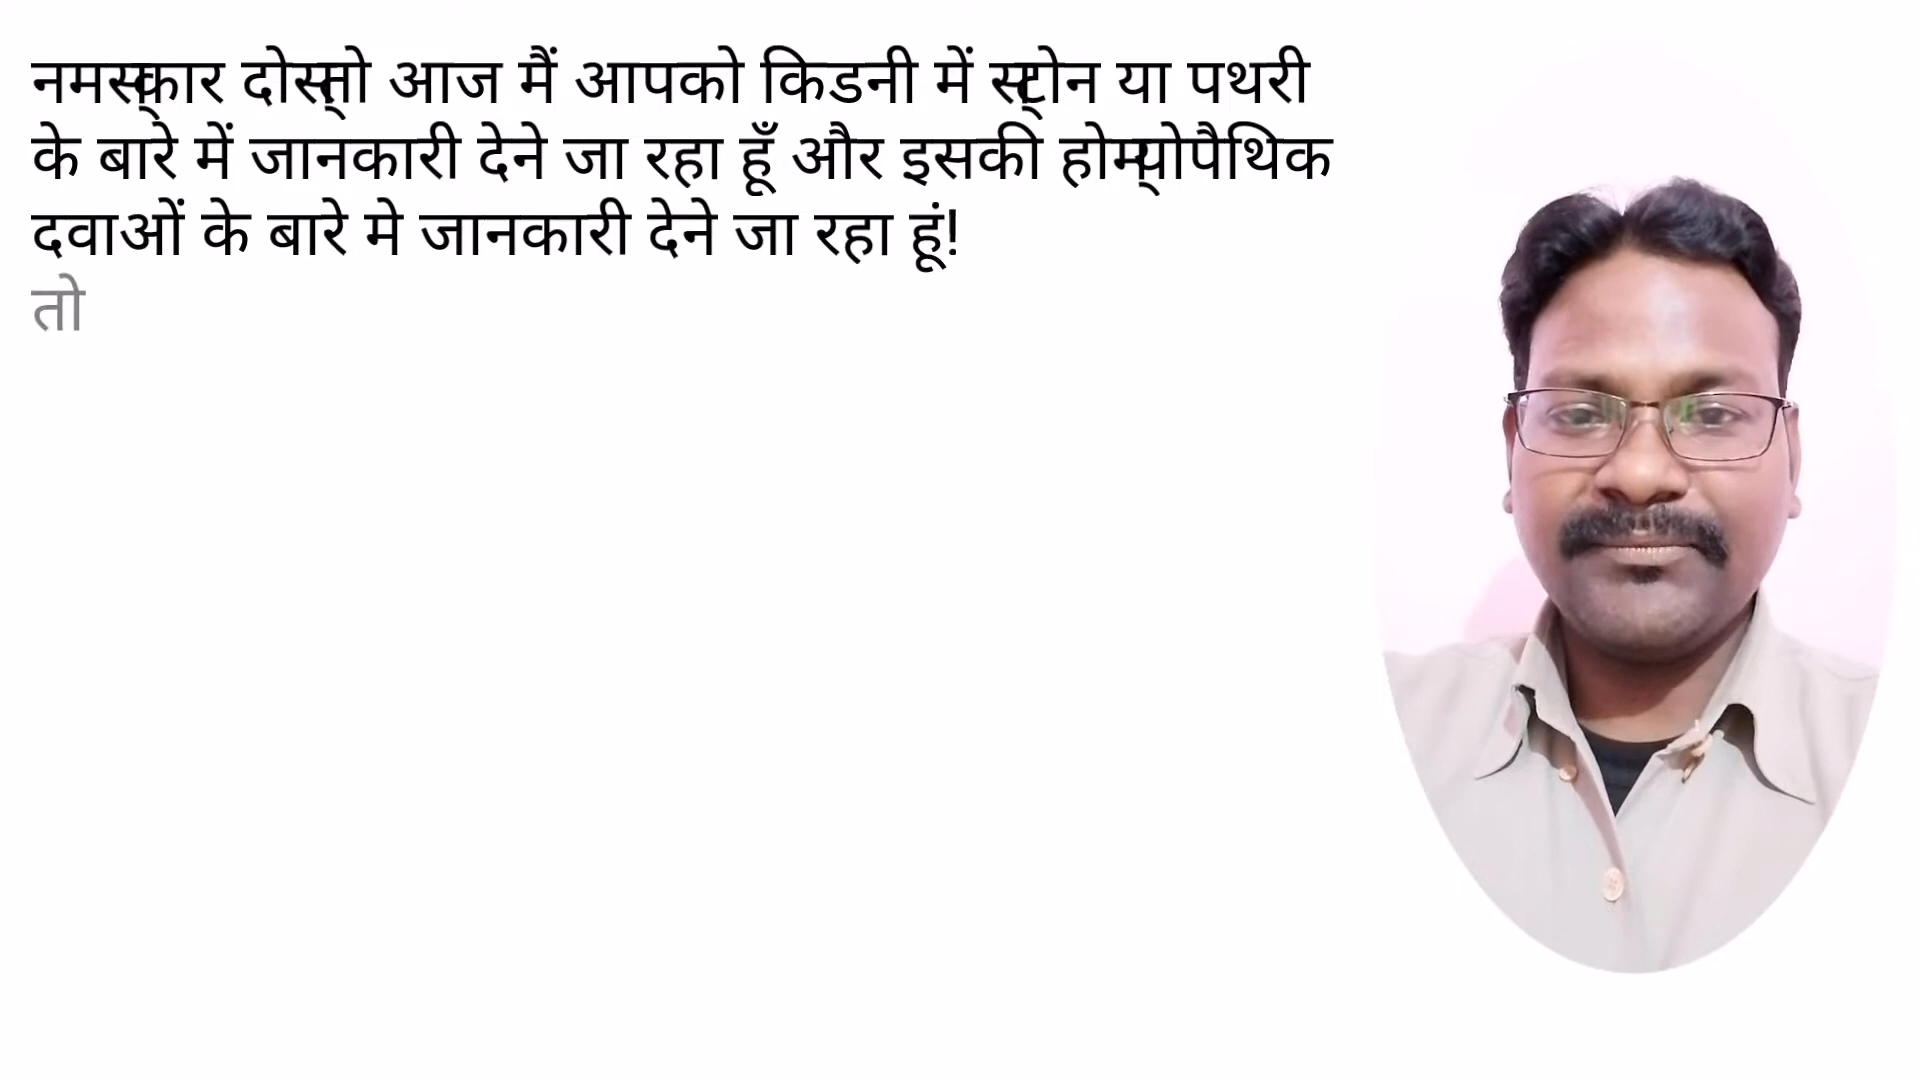 नमस्कार दोस्तो आज मैं आपको किडनी में स्टोन या पथरी
के बारे में जानकारी देने जा रहा हूँ और इसकी होम्योपैथिक
दवाओं के बारे मे जानकारी देने जा रहा हूं!
तो